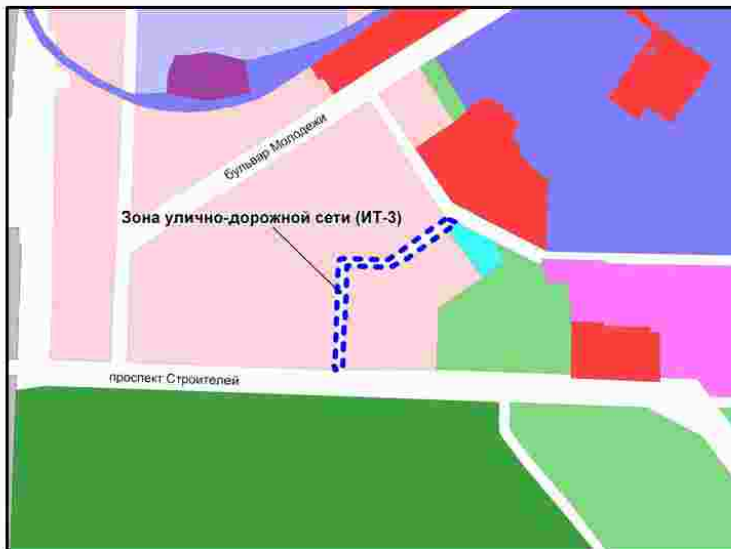 бульвар Молодежи
Зона улично-дорожной сети (ИТ-3)
проспект Строителей